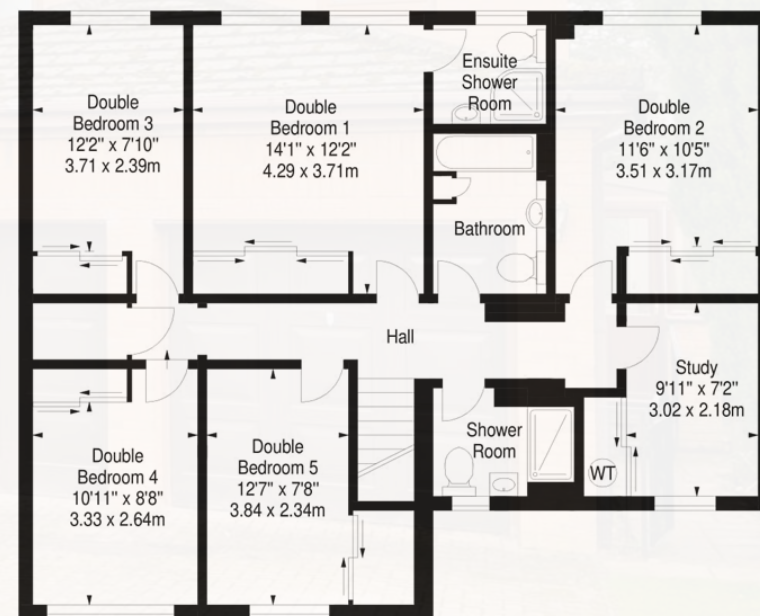 Double
Bedroom 3
12'2" x 7'10"
3.71 x 2.39m
Double
Bedroom 1
14'1" x 12'2"
4.29 x 3.71m
Ensuite
Shower
Room
Double
Bedroom 2
11'6" x 10'5"
3.51 x 3.17m
Bathroom
Hall
Study
9'11" x 7'2"
3.02 x 2.18m
Double
Bedroom 4
10'11" x 8'8"
3.33 x 2.64m
Double
Bedroom 5
12'7" x 7'8"
3.84 x 2.34m
Shower
Room
WT